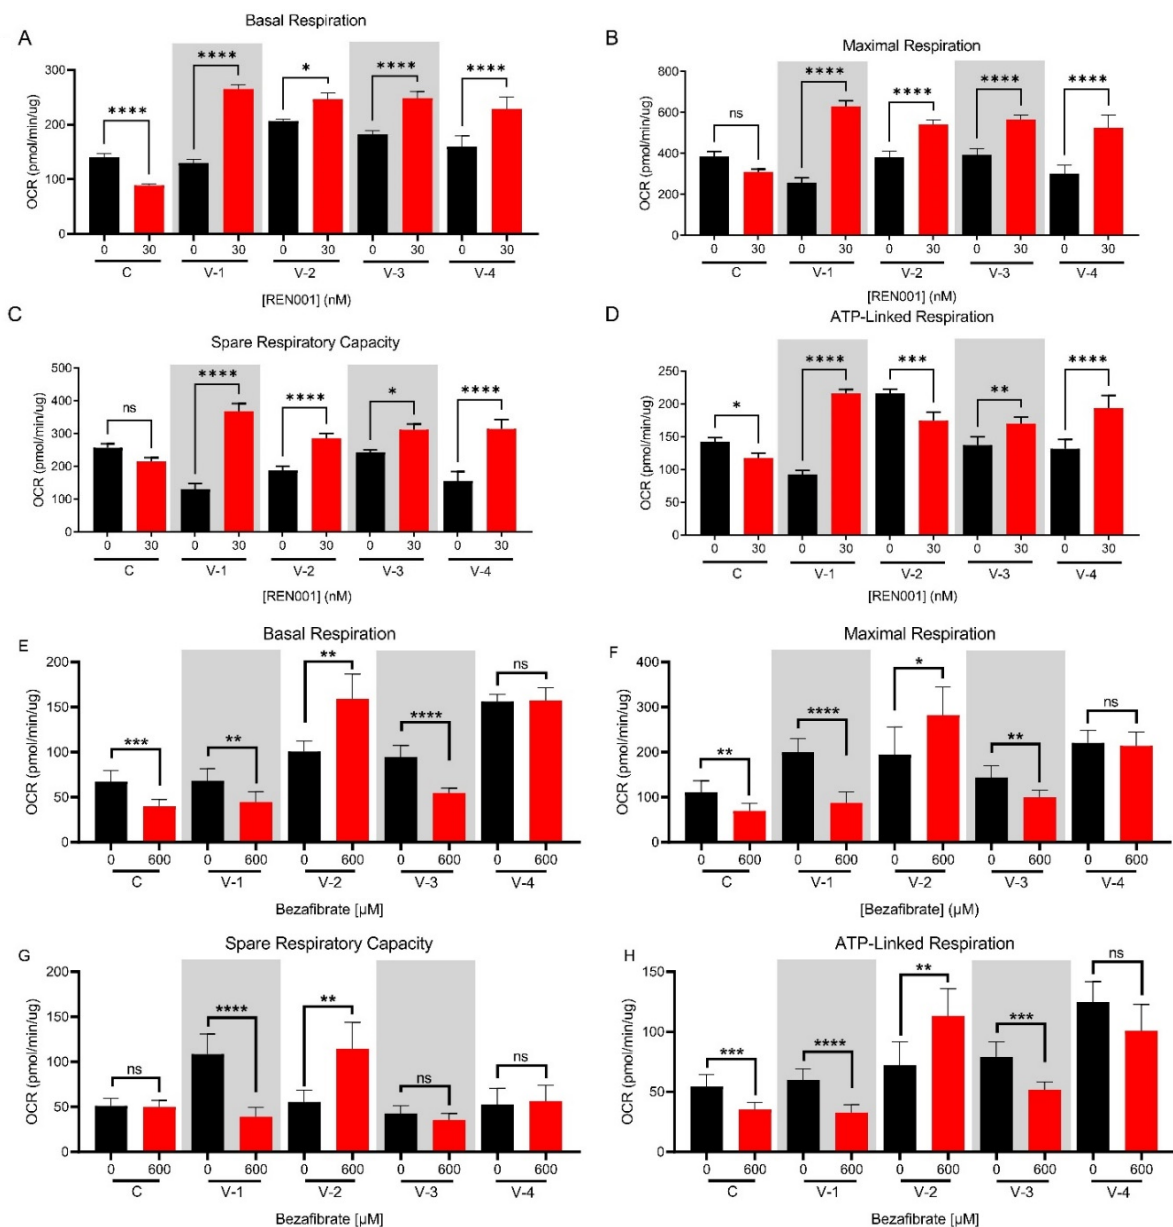 A
Basal Respiration
OCR (pmol/min/ug)
300
200
100
0
****
****
*
****
****
0 30 0 30 0 30 0 30 0 30
C V-1 V-2 V-3 V-4
[REN001] (nM)
B
Maximal Respiration
OCR (pmol/min/ug)
800
600
400
200
0
ns
****
****
****
****
0 30 0 30 0 30 0 30 0 30
C V-1 V-2 V-3 V-4
[REN001] (nM)
C
Spare Respiratory Capacity
OCR (pmol/min/ug)
500
400
300
200
100
0
ns
****
****
*
****
0 30 0 30 0 30 0 30 0 30
C V-1 V-2 V-3 V-4
[REN001] (nM)
D
ATP-Linked Respiration
OCR (pmol/min/ug)
250
200
150
100
50
0
*
****
***
**
****
0 30 0 30 0 30 0 30 0 30
C V-1 V-2 V-3 V-4
[REN001] (nM)
E
Basal Respiration
OCR (pmol/min/ug)
200
150
100
50
0
***
**
**
****
ns
0 600 0 600 0 600 0 600 0 600
C V-1 V-2 V-3 V-4
Bezafibrate [µM]
F
Maximal Respiration
OCR (pmol/min/ug)
400
300
200
100
0
**
****
*
**
ns
0 600 0 600 0 600 0 600 0 600
C V-1 V-2 V-3 V-4
[Bezafibrate] (µM)
G
Spare Respiratory Capacity
OCR (pmol/min/ug)
200
150
100
50
0
ns
****
**
ns
ns
0 600 0 600 0 600 0 600 0 600
C V-1 V-2 V-3 V-4
Bezafibrate [µM]
H
ATP-Linked Respiration
OCR (pmol/min/ug)
150
100
50
0
***
****
**
***
ns
0 600 0 600 0 600 0 600 0 600
C V-1 V-2 V-3 V-4
Bezafibrate [µM]